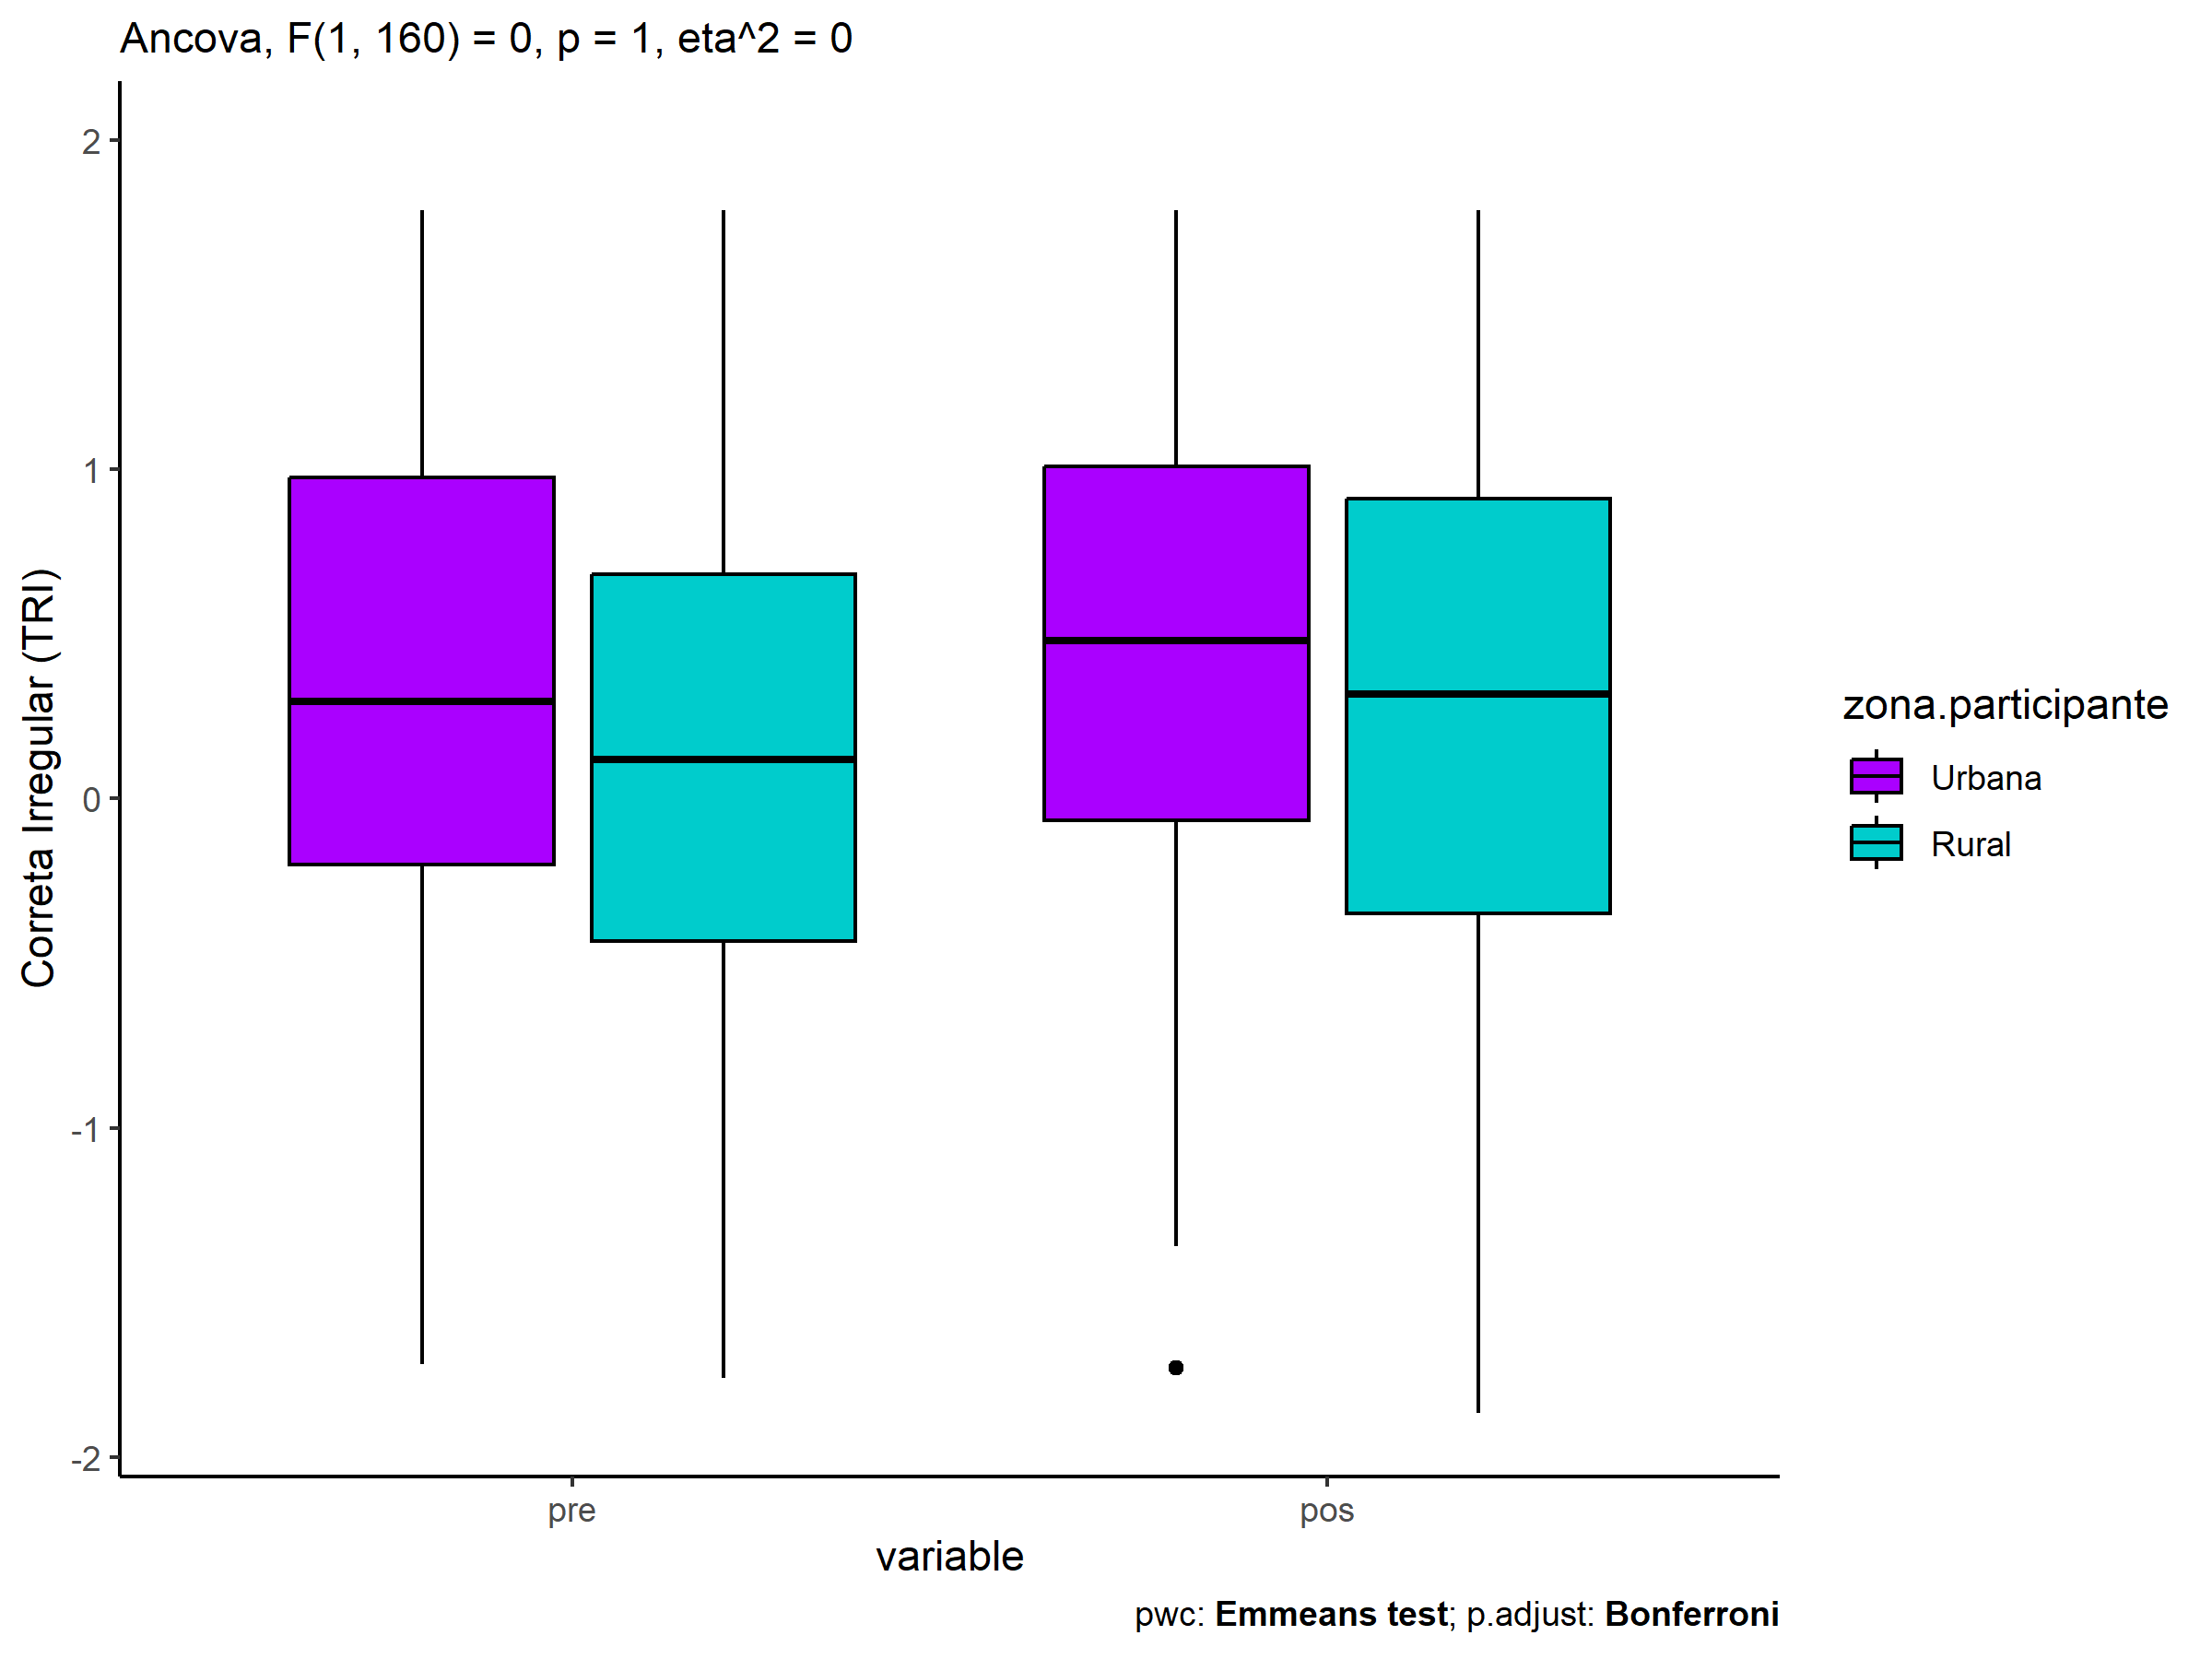 Ancova, F(1, 160) = 0, p = 1, eta^2 = 0
2
1
0
-1
-2
Correta Irregular (TRI)
pre
pos
variable
zona.participante
Urbana
Rural
pwc: Emmeans test; p.adjust: Bonferroni